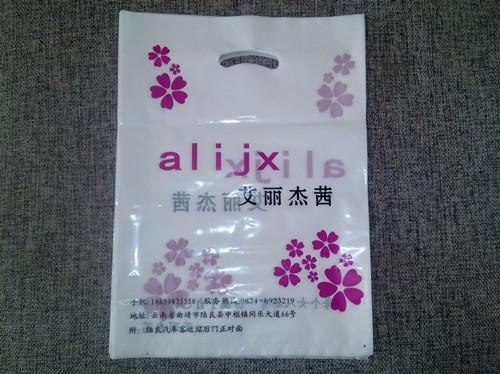 alijx
艾丽杰茜
手机: 18859875550 服务热线:0874-6923219
地址: 云南省曲靖市陆良县中枢镇同乐大道66号
附: 陆良汽车客运站后门正对面